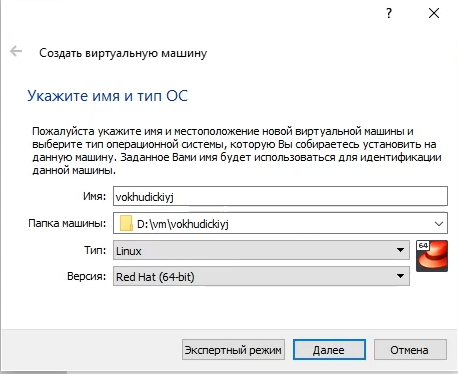 ?
Создать виртуальную машину
Укажите имя и тип ОС
Пожалуйста укажите имя и местоположение новой виртуальной машины и
выберите тип операционной системы, которую Вы собираетесь установить на
данную машину. Заданное Вами имя будет использоваться для идентификации
данной машины.
Имя: vokhudickiyj
Папка машины: D:\vm\vokhudickiyj
Тип: Linux
64
Версия: Red Hat (64-bit)
Экспертный режим Далее Отмена